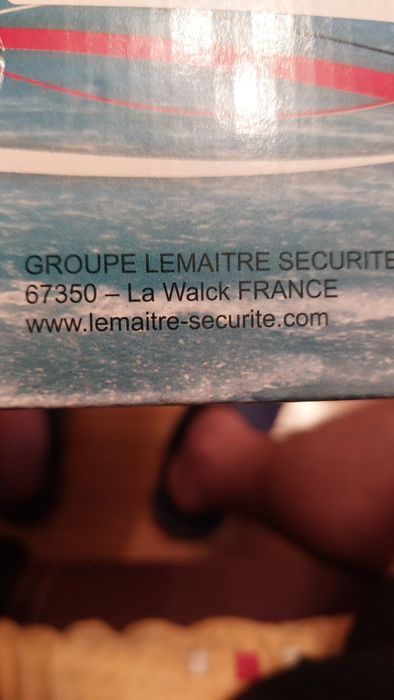 GROUPE LEMAITRE SECURITE
67350 – La Walck FRANCE
www.lemaitre-securite.com